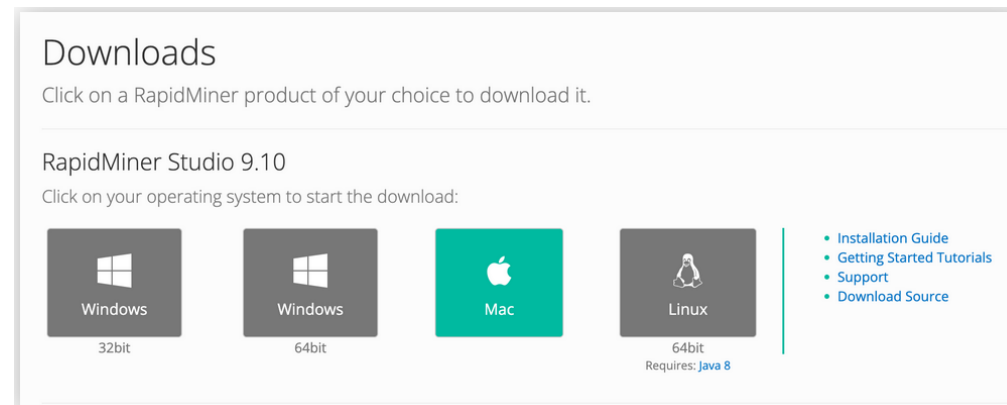 Downloads
Click on a RapidMiner product of your choice to download it.
RapidMiner Studio 9.10
Click on your operating system to start the download:
Windows
32bit
Windows
64bit
Mac
Linux
64bit
Requires: Java 8
Installation Guide
Getting Started Tutorials
Support
Download Source